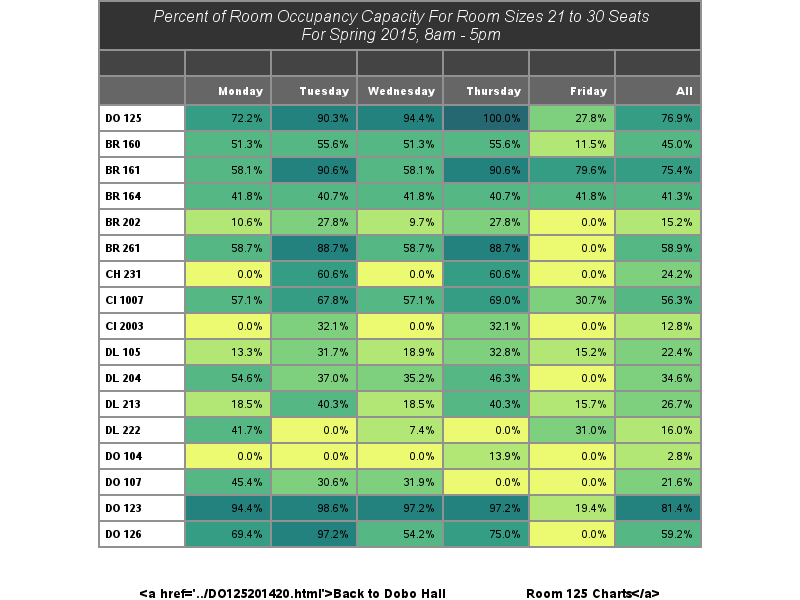 Percent of Room Occupancy Capacity For Room Sizes 21 to 30 Seats
For Spring 2015, 8am - 5pm
Monday Tuesday Wednesday Thursday Friday All
DO 125 72.2% 90.3% 94.4% 100.0% 27.8% 76.9%
BR 160 51.3% 55.6% 51.3% 55.6% 11.5% 45.0%
BR 161 58.1% 90.6% 58.1% 90.6% 79.6% 75.4%
BR 164 41.8% 40.7% 41.8% 40.7% 41.8% 41.3%
BR 202 10.6% 27.8% 9.7% 27.8% 0.0% 15.2%
BR 261 58.7% 88.7% 58.7% 88.7% 0.0% 58.9%
CH 231 0.0% 60.6% 0.0% 60.6% 0.0% 24.2%
CI 1007 57.1% 67.8% 57.1% 69.0% 30.7% 56.3%
CI 2003 0.0% 32.1% 0.0% 32.1% 0.0% 12.8%
DL 105 13.3% 31.7% 18.9% 32.8% 15.2% 22.4%
DL 204 54.6% 37.0% 35.2% 46.3% 0.0% 34.6%
DL 213 18.5% 40.3% 18.5% 40.3% 15.7% 26.7%
DL 222 41.7% 0.0% 7.4% 0.0% 31.0% 16.0%
DO 104 0.0% 0.0% 0.0% 13.9% 0.0% 2.8%
DO 107 45.4% 30.6% 31.9% 0.0% 0.0% 21.6%
DO 123 94.4% 98.6% 97.2% 97.2% 19.4% 81.4%
DO 126 69.4% 97.2% 54.2% 75.0% 0.0% 59.2%
<a href='../DO125201420.html'>Back to Dobo Hall Room 125 Charts</a>